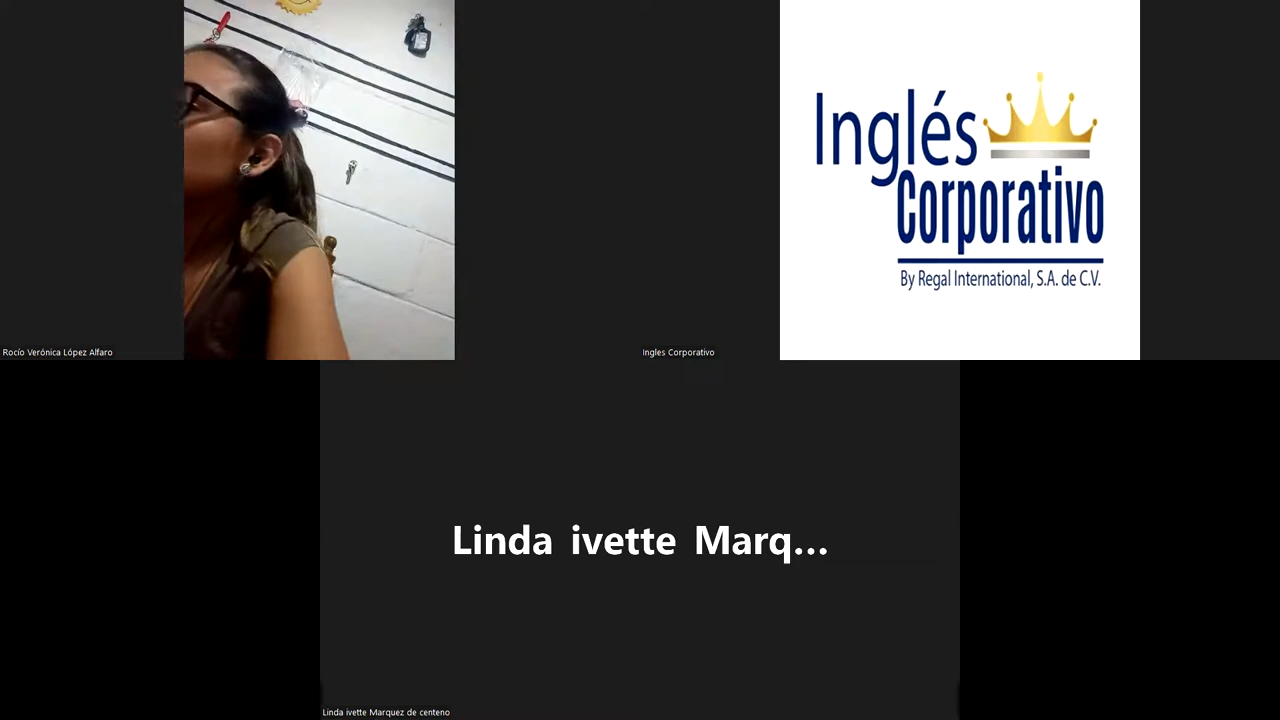 Inglés
Corporativo
By Regal International, S.A. de C.V.
Rocío Verónica López Alfaro
Ingles Corporativo
Linda ivette Marq...
Linda ivette Marquez de centeno